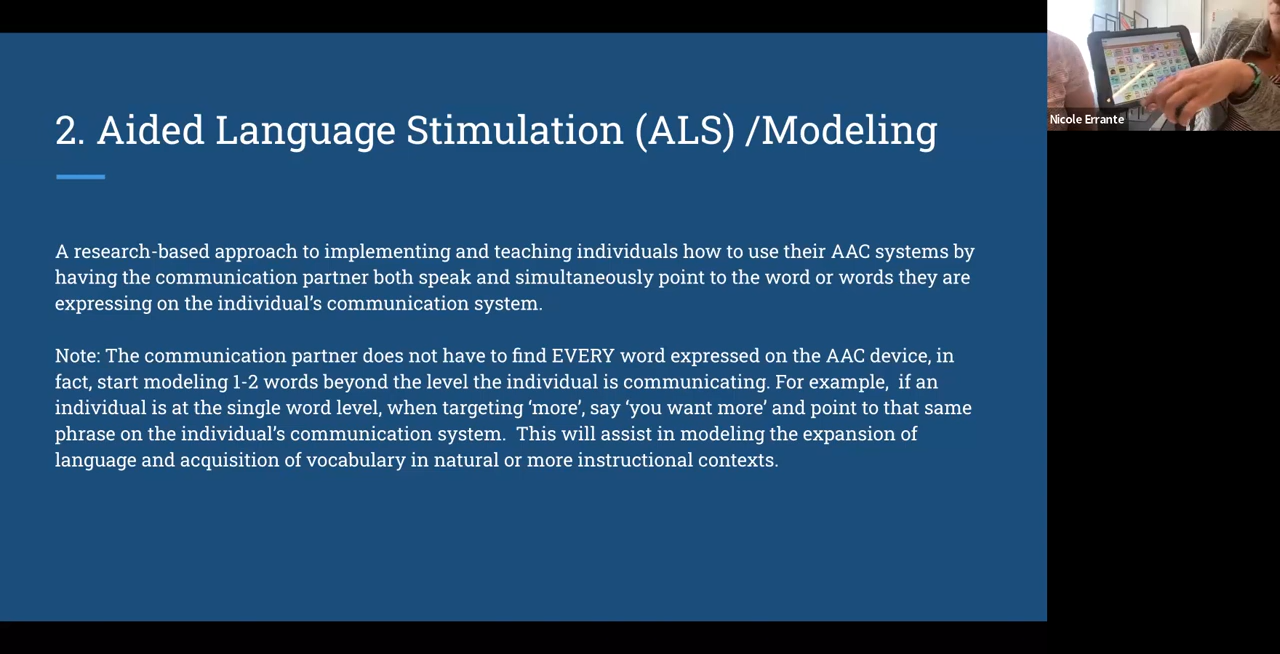 2. Aided Language Stimulation (ALS) /Modeling
A research-based approach to implementing and teaching individuals how to use their AAC systems by
having the communication partner both speak and simultaneously point to the word or words they are
expressing on the individual's communication system.
Note: The communication partner does not have to find EVERY word expressed on the AAC device, in
fact, start modeling 1-2 words beyond the level the individual is communicating. For example,  if an
individual is at the single word level, when targeting ‘more’, say ‘you want more’ and point to that same
phrase on the individual's communication system.  This will assist in modeling the expansion of
language and acquisition of vocabulary in natural or more instructional contexts.
Nicole Errante